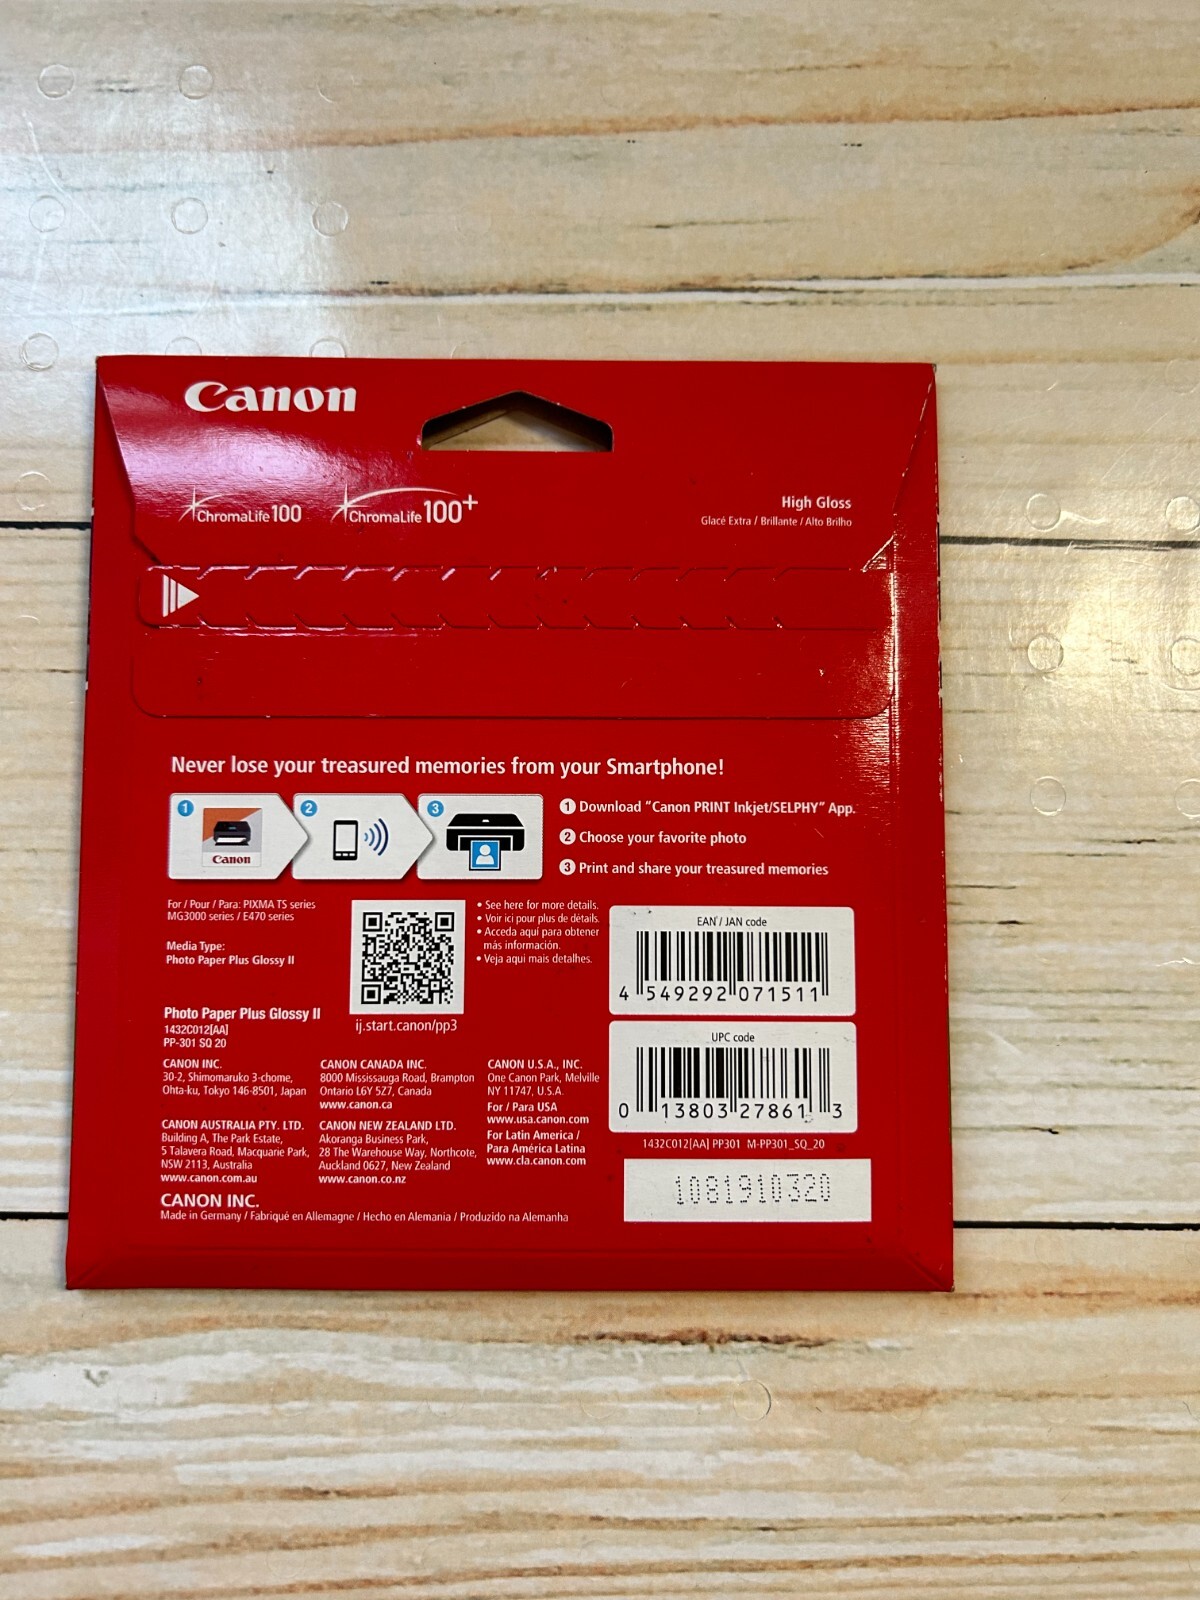 Canon
ChromaLife100
ChromaLife100+
High Gloss
Glacé Extra / Brillante / Alto Brilho
Never lose your treasured memories from your Smartphone!
1
Canon
2
3
1 Download “Canon PRINT Inkjet/SELPHY” App.
2 Choose your favorite photo
3 Print and share your treasured memories
For / Pour / Para: PIXMA TS series
MG3000 series / E470 series
Media Type:
Photo Paper Plus Glossy II
ij.start.canon/pp3
• See here for more details.
• Voir ici pour plus de détails.
• Acceda aquí para obtener
más información.
• Veja aqui mais detalhes.
EAN / JAN code
4 549292 071511
UPC code
0 13803 27861 3
1432C012[AA] PP301 M-PP301_SQ_20
1081910320
Photo Paper Plus Glossy II
1432C012[AA]
PP-301 SQ 20
CANON INC.
30-2, Shimomaruko 3-chome,
Ohta-ku, Tokyo 146-8501, Japan
CANON CANADA INC.
8000 Mississauga Road, Brampton
Ontario L6Y 5Z7, Canada
www.canon.ca
CANON U.S.A., INC.
One Canon Park, Melville
NY 11747, U.S.A.
For / Para USA
www.usa.canon.com
For Latin America /
Para América Latina
www.cla.canon.com
CANON AUSTRALIA PTY. LTD.
Building A, The Park Estate,
5 Talavera Road, Macquarie Park,
NSW 2113, Australia
www.canon.com.au
CANON NEW ZEALAND LTD.
Akoranga Business Park,
28 The Warehouse Way, Northcote,
Auckland 0627, New Zealand
www.canon.co.nz
CANON INC.
Made in Germany / Fabriqué en Allemagne / Hecho en Alemania / Produzido na Alemanha